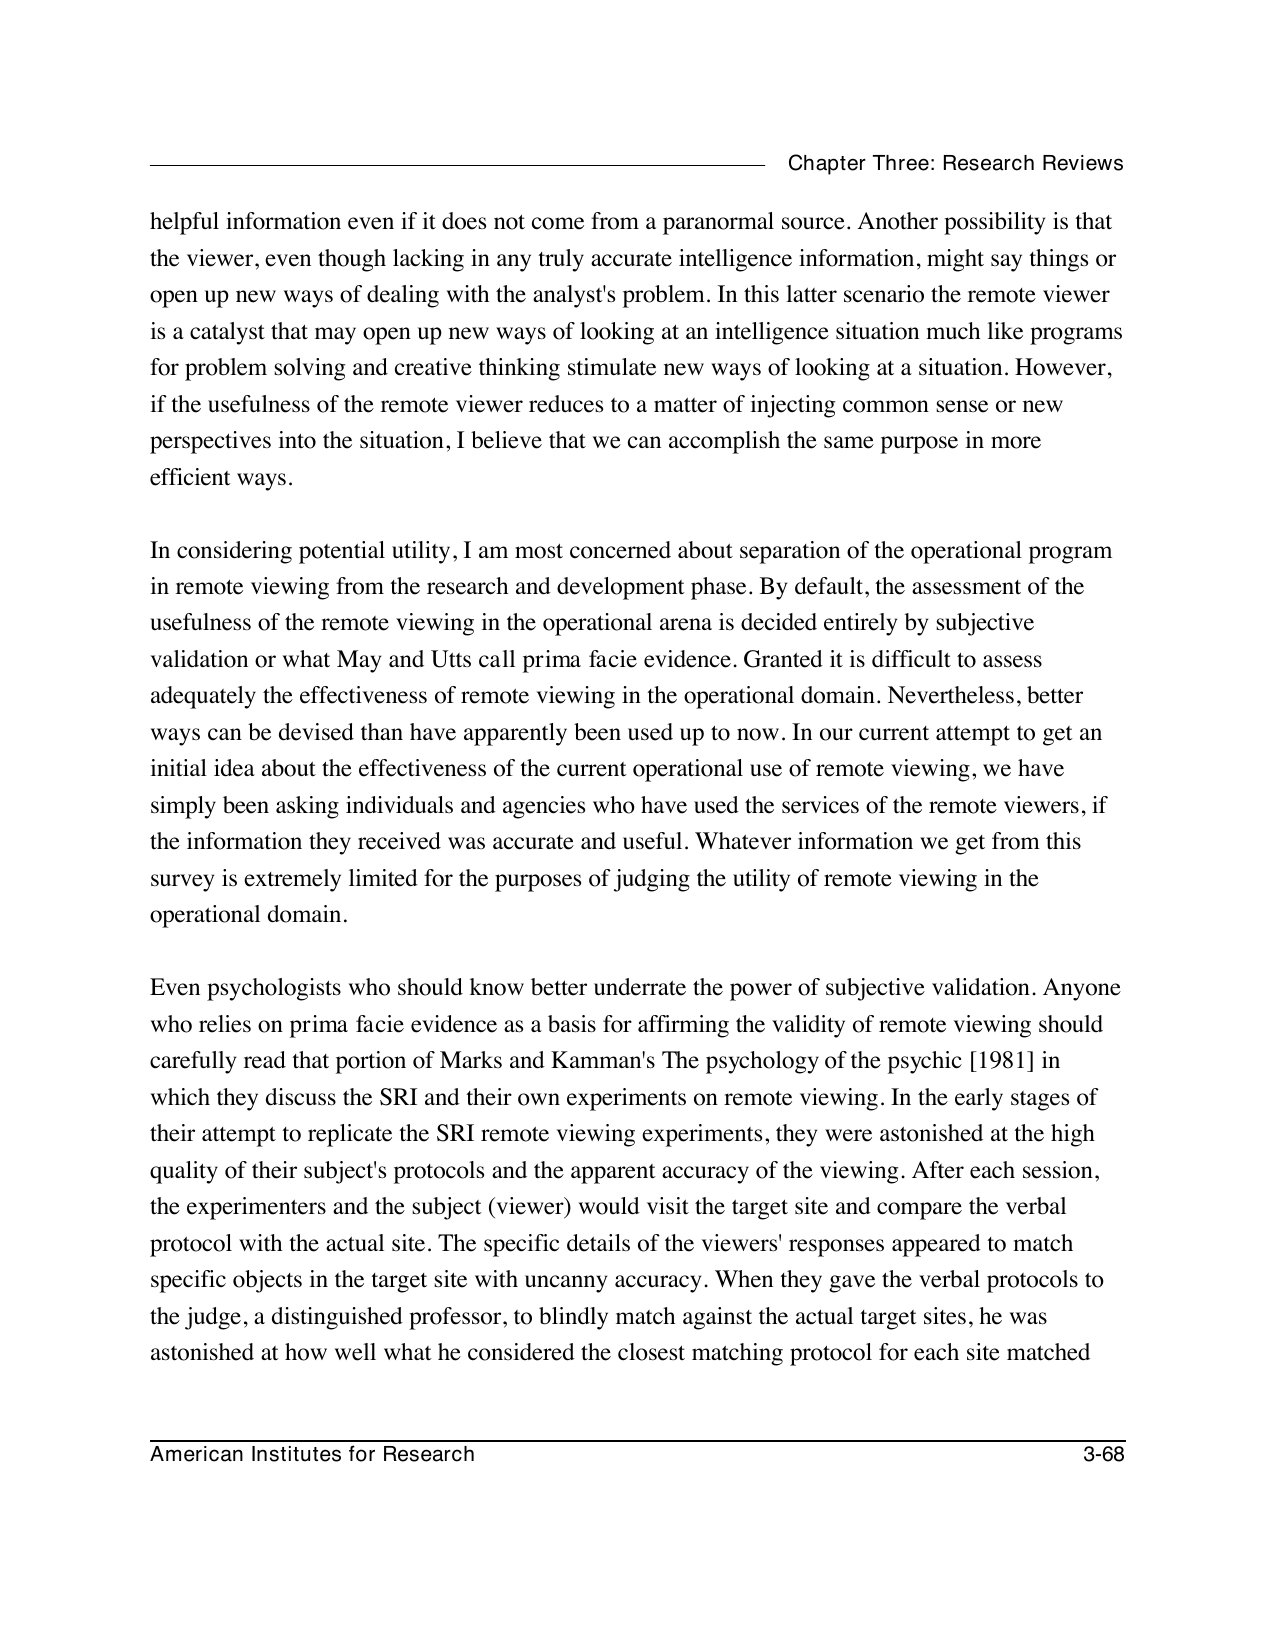 Chapter Three: Research Reviews
helpful information even if it does not come from a paranormal source. Another possibility is that
the viewer, even though lacking in any truly accurate intelligence information, might say things or
open up new ways of dealing with the analyst's problem. In this latter scenario the remote viewer
is a catalyst that may open up new ways of looking at an intelligence situation much like programs
for problem solving and creative thinking stimulate new ways of looking at a situation. However,
if the usefulness of the remote viewer reduces to a matter of injecting common sense or new
perspectives into the situation, I believe that we can accomplish the same purpose in more
efficient ways.
In considering potential utility, I am most concerned about separation of the operational program
in remote viewing from the research and development phase. By default, the assessment of the
usefulness of the remote viewing in the operational arena is decided entirely by subjective
validation or what May and Utts call prima facie evidence. Granted it is difficult to assess
adequately the effectiveness of remote viewing in the operational domain. Nevertheless, better
ways can be devised than have apparently been used up to now. In our current attempt to get an
initial idea about the effectiveness of the current operational use of remote viewing, we have
simply been asking individuals and agencies who have used the services of the remote viewers, if
the information they received was accurate and useful. Whatever information we get from this
survey is extremely limited for the purposes of judging the utility of remote viewing in the
operational domain.
Even psychologists who should know better underrate the power of subjective validation. Anyone
who relies on prima facie evidence as a basis for affirming the validity of remote viewing should
carefully read that portion of Marks and Kamman's The psychology of the psychic [1981] in
which they discuss the SRI and their own experiments on remote viewing. In the early stages of
their attempt to replicate the SRI remote viewing experiments, they were astonished at the high
quality of their subject's protocols and the apparent accuracy of the viewing. After each session,
the experimenters and the subject (viewer) would visit the target site and compare the verbal
protocol with the actual site. The specific details of the viewers' responses appeared to match
specific objects in the target site with uncanny accuracy. When they gave the verbal protocols to
the judge, a distinguished professor, to blindly match against the actual target sites, he was
astonished at how well what he considered the closest matching protocol for each site matched
American Institutes for Research 3-68